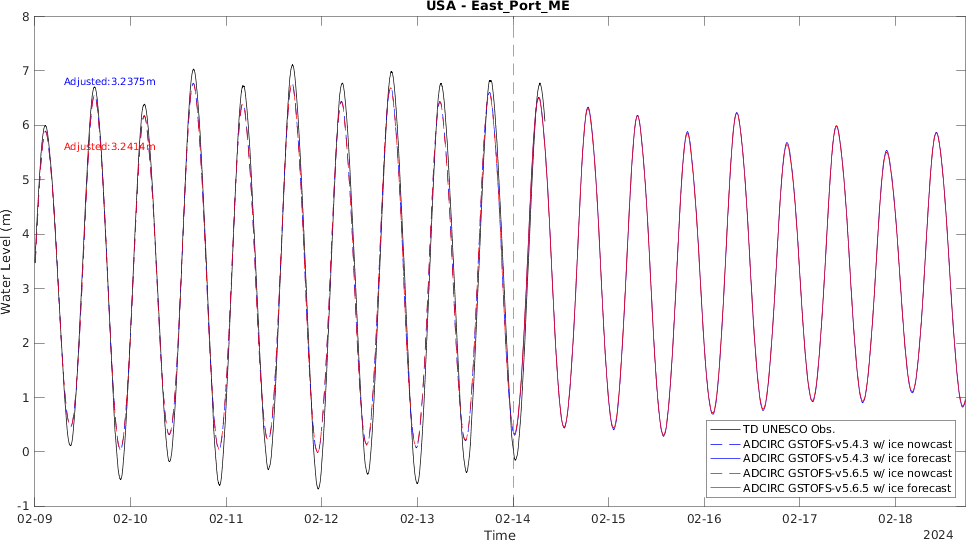 USA - East_Port_ME
8
7
6
5
4
3
2
1
0
-1
Water Level (m)
Adjusted:3.2375m
Adjusted:3.2414m
TD UNESCO Obs.
ADCIRC GSTOFS-v5.4.3 w/ ice nowcast
ADCIRC GSTOFS-v5.4.3 w/ ice forecast
ADCIRC GSTOFS-v5.6.5 w/ ice nowcast
ADCIRC GSTOFS-v5.6.5 w/ ice forecast
02-09 02-10 02-11 02-12 02-13 02-14 02-15 02-16 02-17 02-18
Time
2024